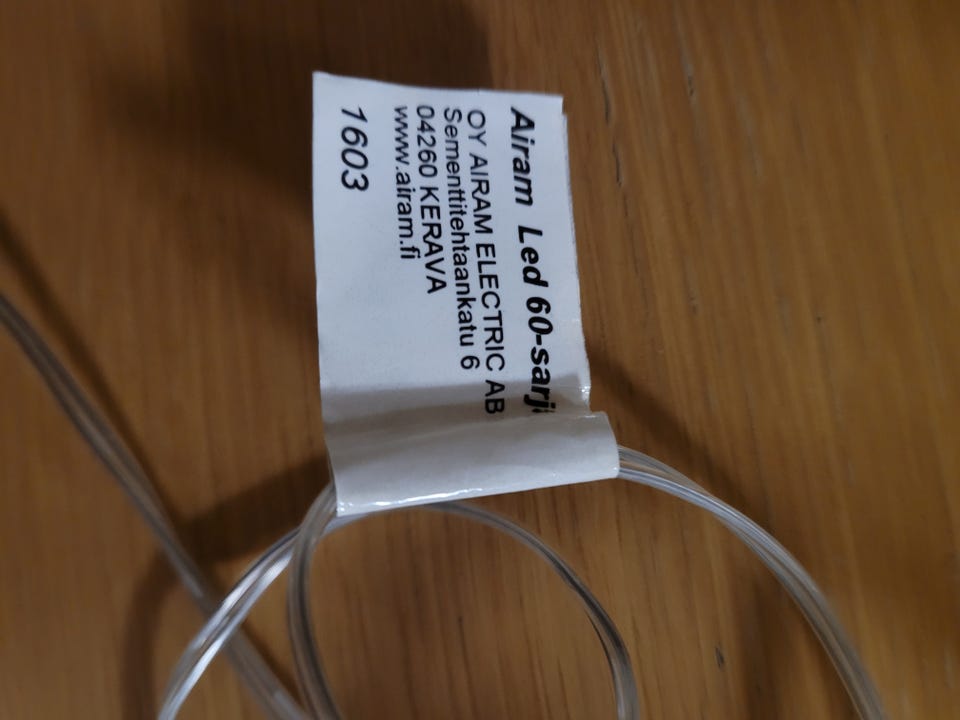 Airam Led 60-sarj
OY AIRAM ELECTRIC AB
Sementtitehtaankatu 6
04260 KERAVA
www.airam.fi
1603